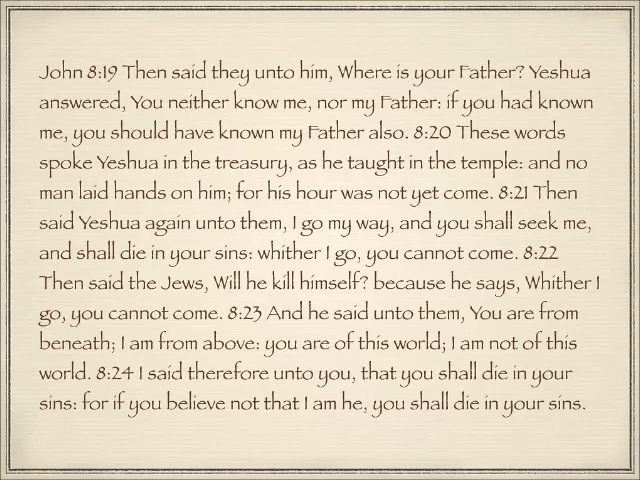 John 8:19 Then said they unto him, Where is your Father? Yeshua
answered, You neither know me, nor my Father: if you had known
me, you should have known my Father also. 8:20 These words
spoke Yeshua in the treasury, as he taught in the temple: and no
man laid hands on him; for his hour was not yet come. 8:21 Then
said Yeshua again unto them, I go my way, and you shall seek me,
and shall die in your sins: whither I go, you cannot come. 8:22
Then said the Jews, Will he kill himself? because he says, Whither I
go, you cannot come. 8:23 And he said unto them, You are from
beneath; I am from above: you are of this world; I am not of this
world. 8:24 I said therefore unto you, that you shall die in your
sins: for if you believe not that I am he, you shall die in your sins.